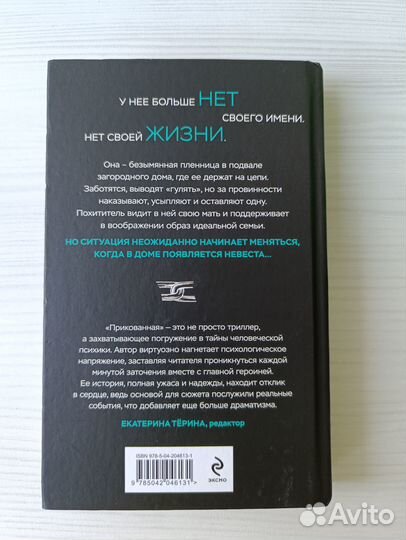 У НЕЕ БОЛЬШЕ НЕТ
СВОЕГО ИМЕНИ.
НЕТ СВОЕЙ ЖИЗНИ.
Она – безымянная пленница в подвале
загородного дома, где ее держат на цепи.
Заботятся, выводят «гулять», но за провинности
наказывают, усыпляют и оставляют одну.
Похититель видит в ней свою мать и поддерживает
в воображении образ идеальной семьи.
НО СИТУАЦИЯ НЕОЖИДАННО НАЧИНАЕТ МЕНЯТЬСЯ,
КОГДА В ДОМЕ ПОЯВЛЯЕТСЯ НЕВЕСТА...
«Прикованная» — это не просто триллер,
а захватывающее погружение в тайны человеческой
психики. Автор виртуозно нагнетает психологическое
напряжение, заставляя читателя проникнуться каждой
минутой заточения вместе с главной героиней.
Ее история, полная ужаса и надежды, находит отклик
в сердце, ведь основой для сюжета послужили реальные
события, что добавляет еще больше драматизма.
ЕКАТЕРИНА ТЁРИНА, редактор
ISBN 978-5-04-204613-1
9785042046131>
ЭКСМО
Avito